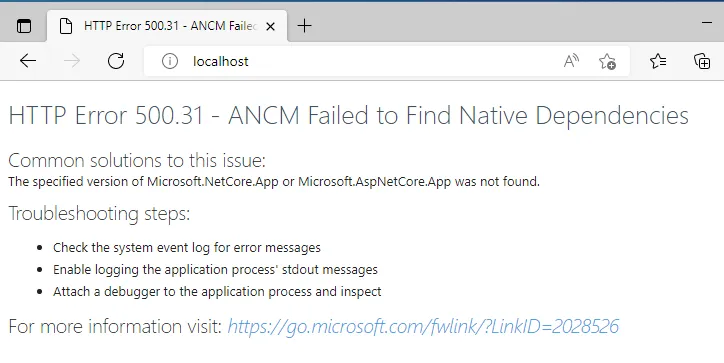 HTTP Error 500.31 - ANCM Failed
localhost
HTTP Error 500.31 - ANCM Failed to Find Native Dependencies
Common solutions to this issue:
The specified version of Microsoft.NetCore.App or Microsoft.AspNetCore.App was not found.
Troubleshooting steps:
• Check the system event log for error messages
• Enable logging the application process' stdout messages
• Attach a debugger to the application process and inspect
For more information visit: https://go.microsoft.com/fwlink/?LinkID=2028526